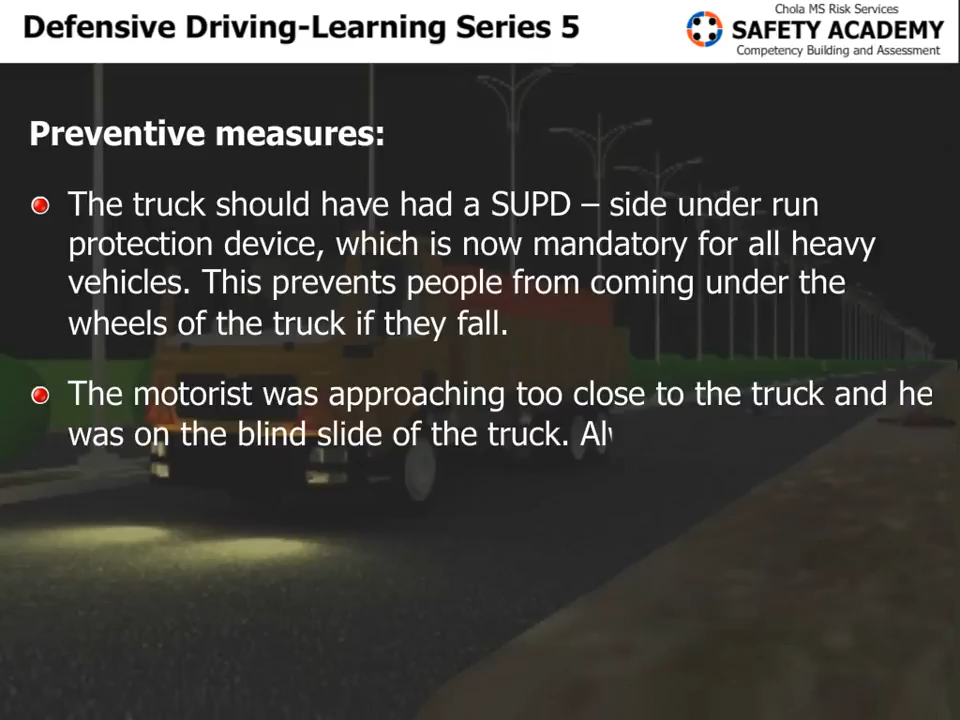 Defensive Driving-Learning Series 5
Chola MS Risk Services
SAFETY ACADEMY
Competency Building and Assessment
Preventive measures:
The truck should have had a SUPD – side under run
protection device, which is now mandatory for all heavy
vehicles. This prevents people from coming under the
wheels of the truck if they fall.
The motorist was approaching too close to the truck and he
was on the blind slide of the truck.